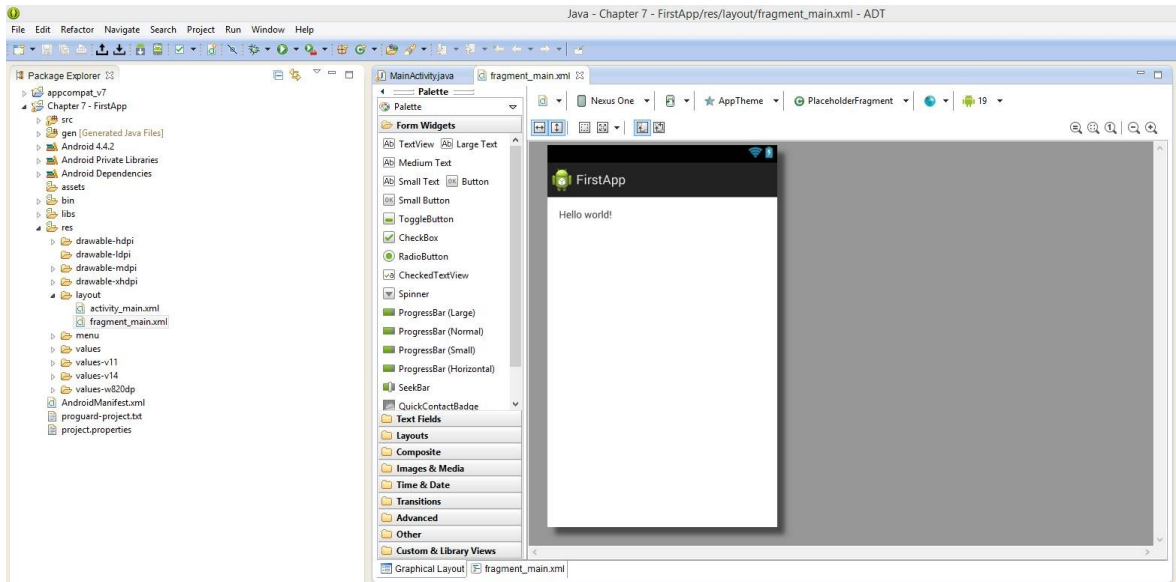 Java - Chapter 7 - FirstApp/res/layout/fragment_main.xml - ADT
File Edit Refactor Navigate Search Project Run Window Help
Package Explorer
appcompat_v7
Chapter 7 - FirstApp
src
gen [Generated Java Files]
Android 4.4.2
Android Private Libraries
Android Dependencies
assets
bin
libs
res
drawable-hdpi
drawable-ldpi
drawable-mdpi
drawable-xhdpi
layout
activity_main.xml
fragment_main.xml
menu
values
values-v11
values-v14
values-w820dp
AndroidManifest.xml
proguard-project.txt
project.properties
MainActivity.java fragment_main.xml
Palette
Palette
Form Widgets
Ab TextView Ab Large Text
Ab Medium Text
Ab Small Text OK Button
OK Small Button
ToggleButton
CheckBox
RadioButton
CheckedTextView
Spinner
ProgressBar (Large)
ProgressBar (Normal)
ProgressBar (Small)
ProgressBar (Horizontal)
SeekBar
QuickContactBadge
Text Fields
Layouts
Composite
Images & Media
Time & Date
Transitions
Advanced
Other
Custom & Library Views
Graphical Layout fragment_main.xml
Nexus One AppTheme PlaceholderFragment 19
FirstApp
Hello world!